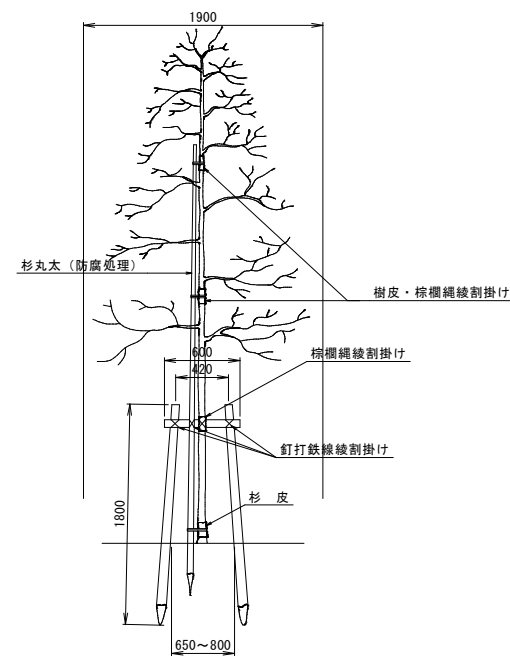 1900
杉丸太（防腐処理）
樹皮・棕櫚縄綾割掛け
600
棕櫚縄綾割掛け
420
釘打鉄線綾割掛け
1800
杉 皮
650～800